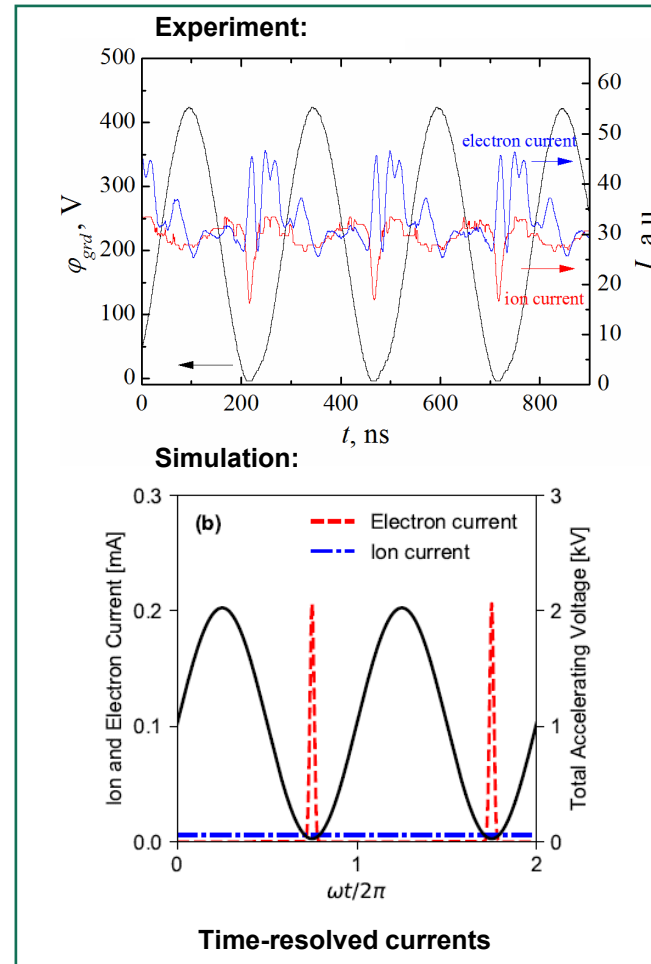 Experiment:
500
400
300
200
100
0
φgrd, V
60
50
40
30
20
10
0
I, a.u.
electron current
ion current
0 200 400 600 800
t, ns
Simulation:
0.3
0.2
0.1
0.0
Ion and Electron Current [mA]
(b)
Electron current
Ion current
3
2
1
0
Total Accelerating Voltage [kV]
0 1 2
ωt/2π
Time-resolved currents